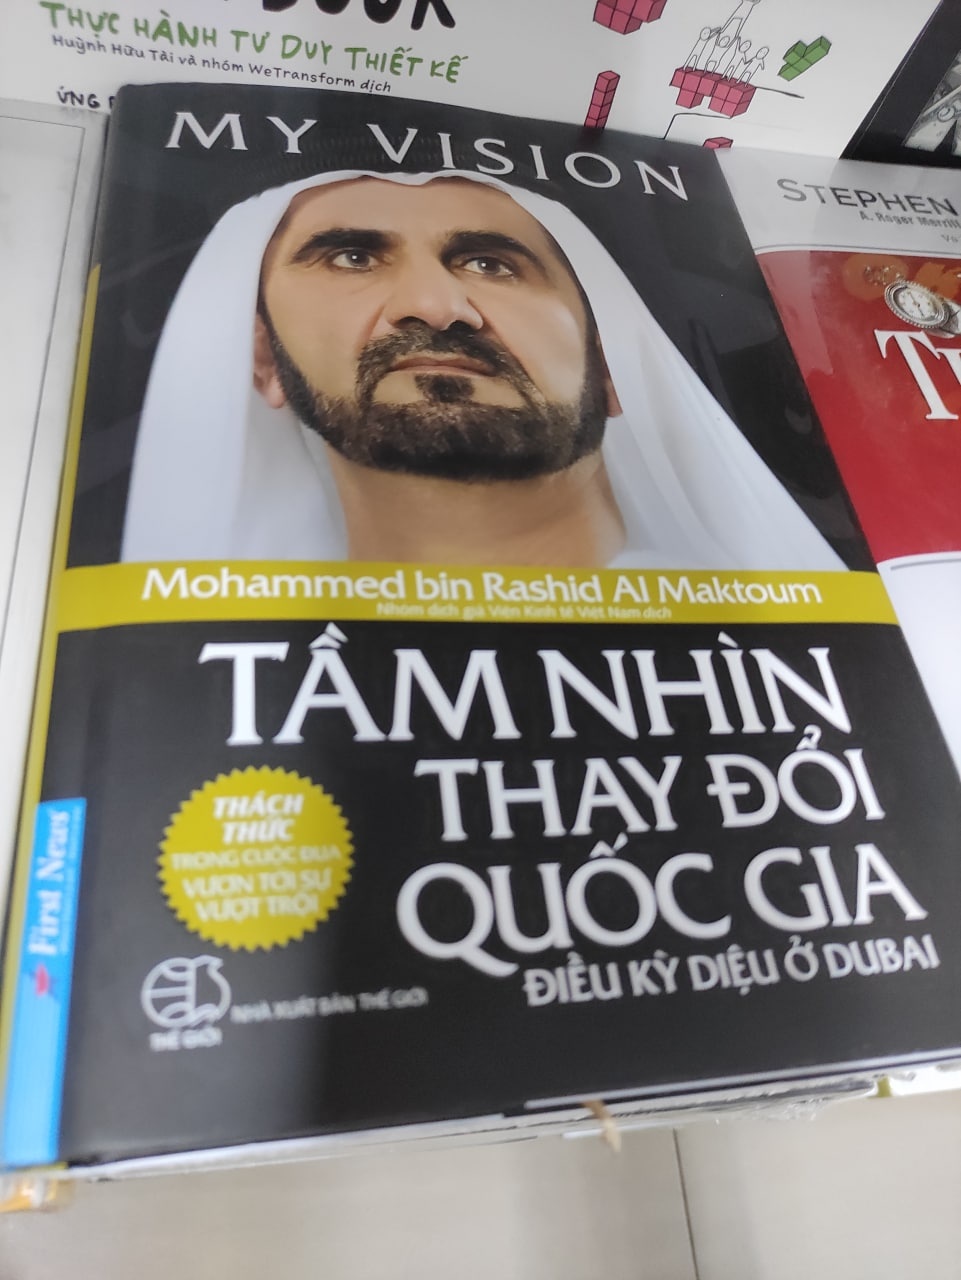 THỰC HÀNH TƯ DUY THIẾT KẾ
Huỳnh Hữu Tài và nhóm WeTransform dịch
ỨNG
MY VISION
STEPHEN
A. Roger Merrill
Mohammed bin Rashid Al Maktoum
Nhóm dịch giả Viện Kinh tế Việt Nam dịch
TẦM NHÌN
THAY ĐỔI
QUỐC GIA
ĐIỀU KỲ DIỆU Ở DUBAI
THÁCH
THỨC
TRONG CUỘC ĐUA
VƯƠN TỚI SỰ
VƯỢT TRỘI
First News
THẾ GIỚI
NHÀ XUẤT BẢN THẾ GIỚI